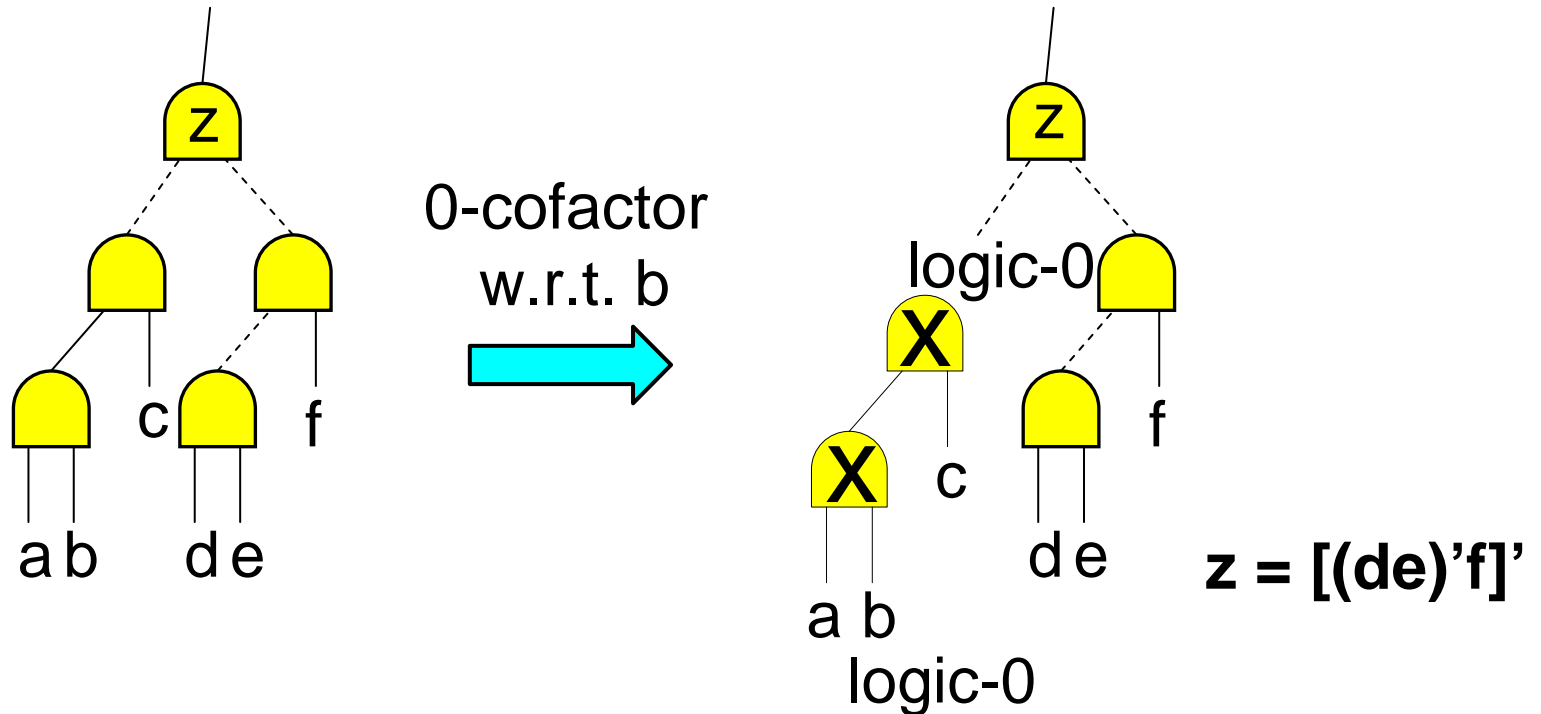 z
c
f
a b
d e
0-cofactor
w.r.t. b
z
logic-0
X
X
c
f
d e
a b
logic-0
z = [(de)’f]’